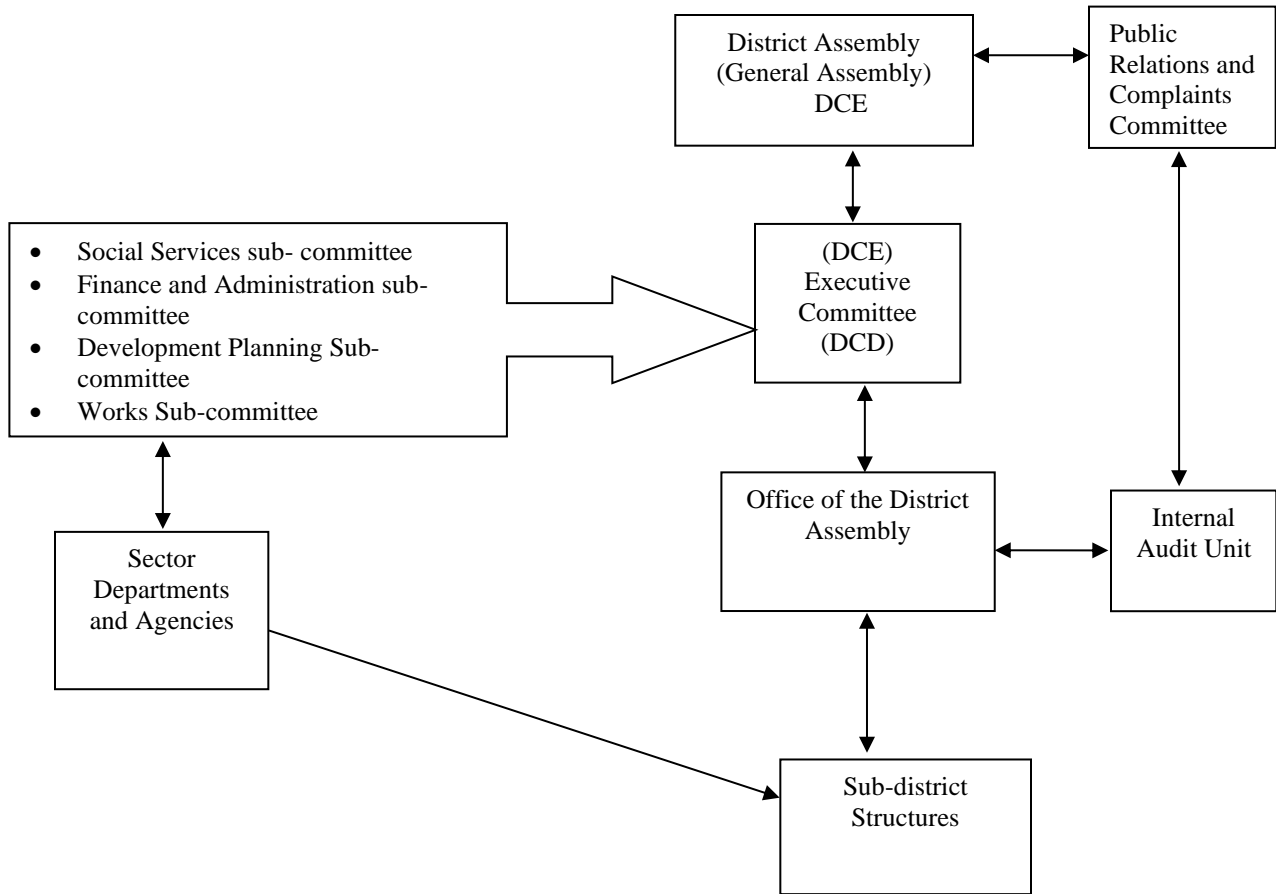 District Assembly
(General Assembly)
DCE
Public
Relations and
Complaints
Committee
• Social Services sub- committee
• Finance and Administration sub-
committee
• Development Planning Sub-
committee
• Works Sub-committee
(DCE)
Executive
Committee
(DCD)
Office of the District
Assembly
Internal
Audit Unit
Sector
Departments
and Agencies
Sub-district
Structures